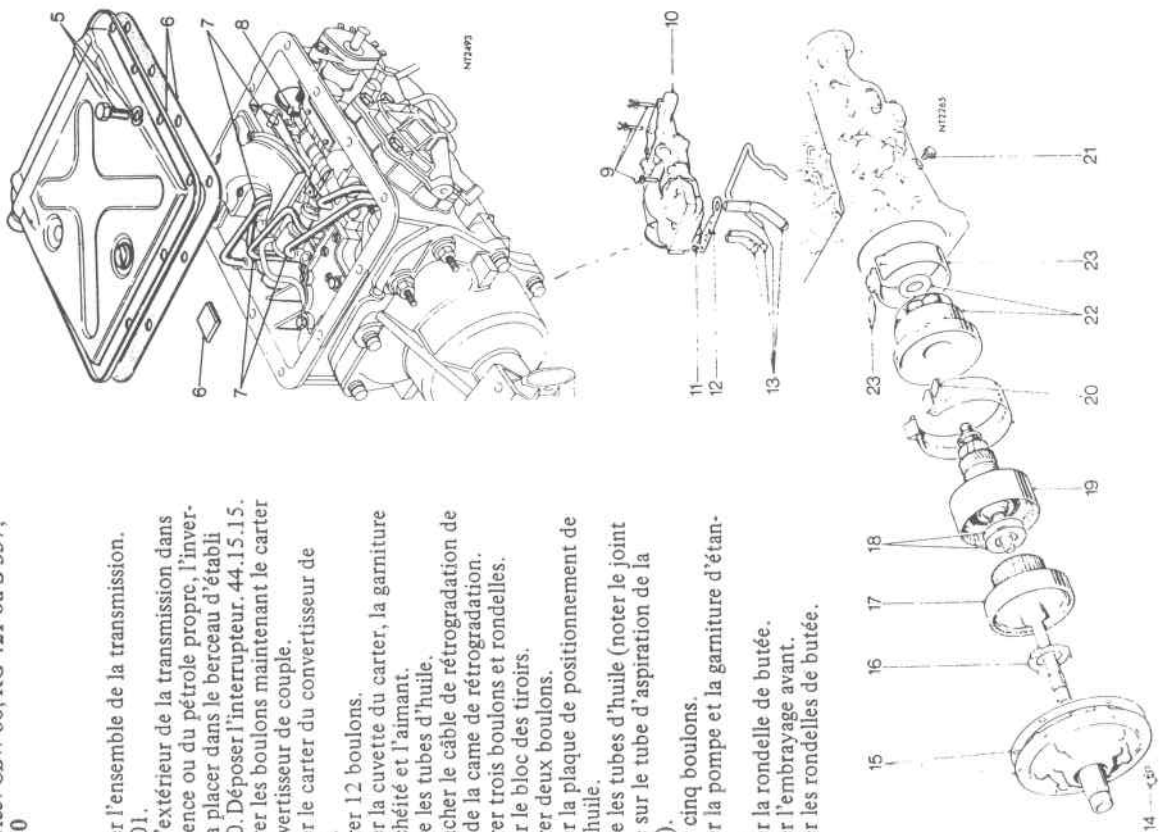 0
r l'ensemble de la transmission.
01.
'extérieur de la transmission dans
ence ou du pétrole propre, l'inver-
a placer dans le berceau d'établi
0. Déposer l'interrupteur. 44.15.15.
er les boulons maintenant le carter
vertisseur de couple.
r le carter du convertisseur de
er 12 boulons.
r la cuvette du carter, la garniture
héité et l'aimant.
e les tubes d'huile.
cher le câble de rétrogradation de
de la came de rétrogradation.
er trois boulons et rondelles.
r le bloc des tiroirs.
er deux boulons.
r la plaque de positionnement de
huile.
e les tubes d'huile (noter le joint
r sur le tube d'aspiration de la
).
cinq boulons.
r la pompe et la garniture d'étan-
r la rondelle de butée.
r l'embrayage avant.
r les rondelles de butée.
5
6
7
8
6
7
NT2493
9
10
11
12
13
NT2265
14
15
16
17
18
19
20
21
22
23
23